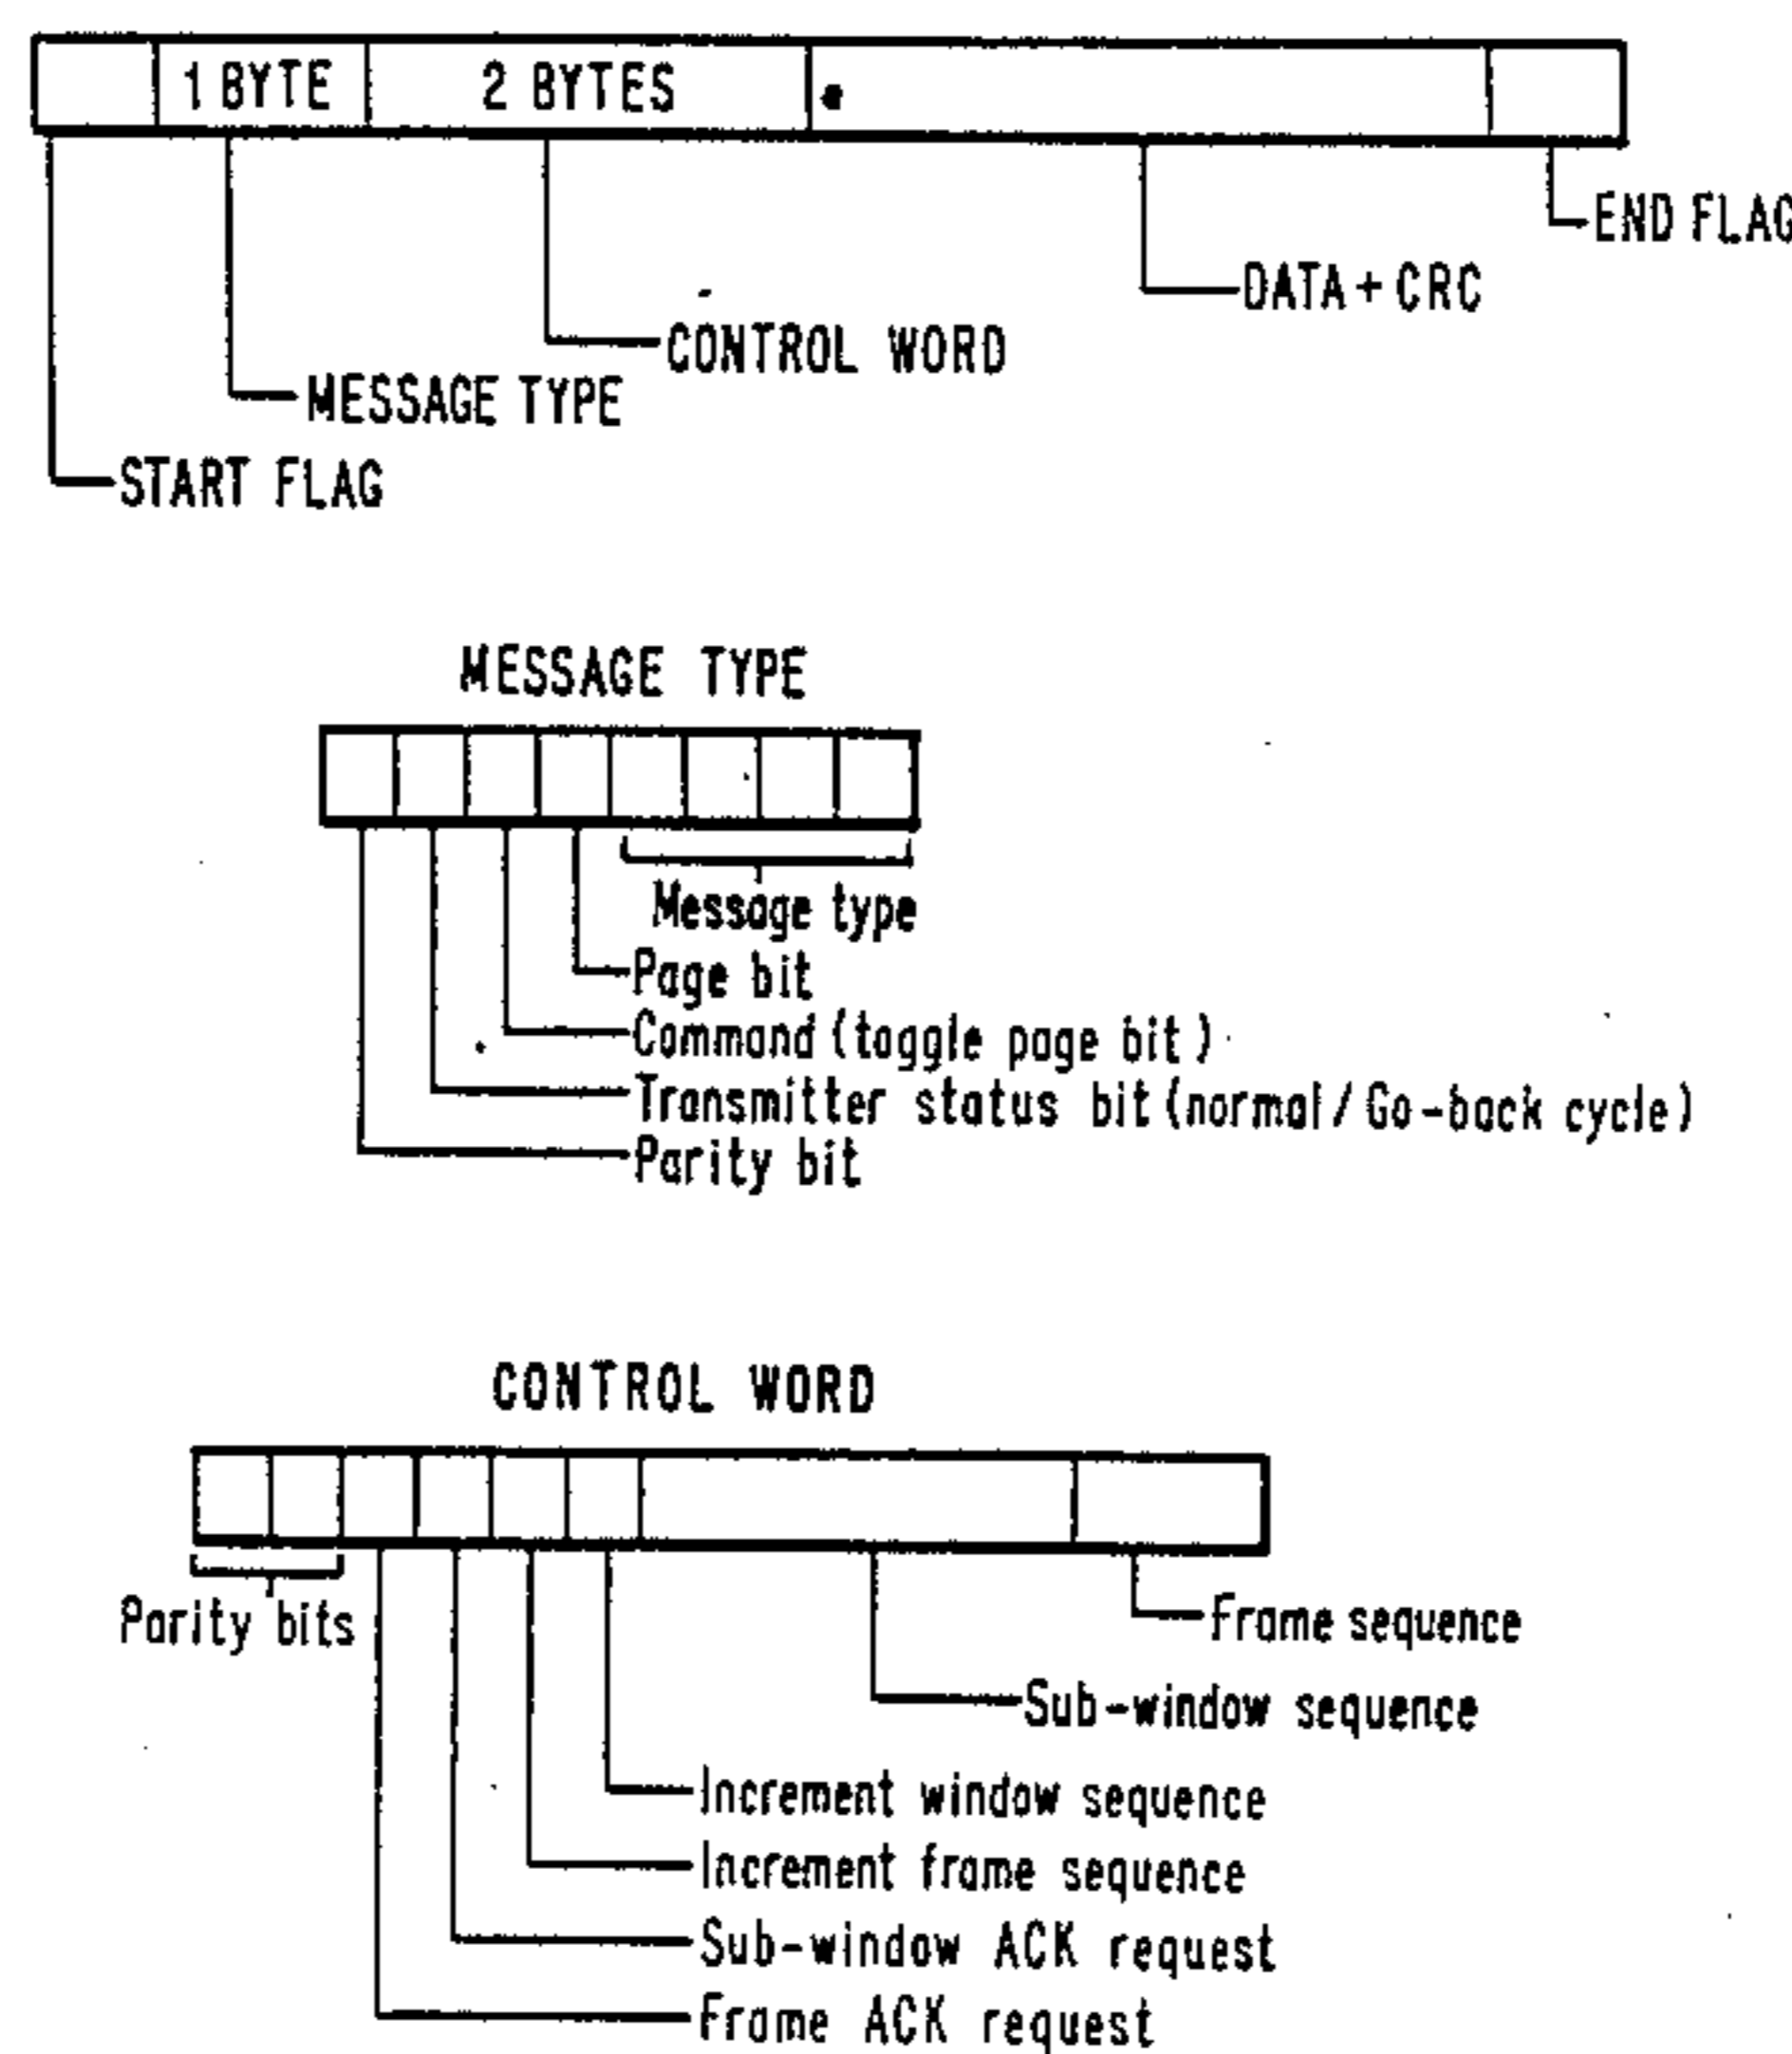 1 BYTE
2 BYTES
END FLAG
DATA + CRC
CONTROL WORD
MESSAGE TYPE
START FLAG
MESSAGE TYPE
Message type
Page bit
Command (toggle page bit)
Transmitter status bit (normal / Go-back cycle)
Parity bit
CONTROL WORD
Parity bits
Frame sequence
Sub-window sequence
Increment window sequence
Increment frame sequence
Sub-window ACK request
Frame ACK request